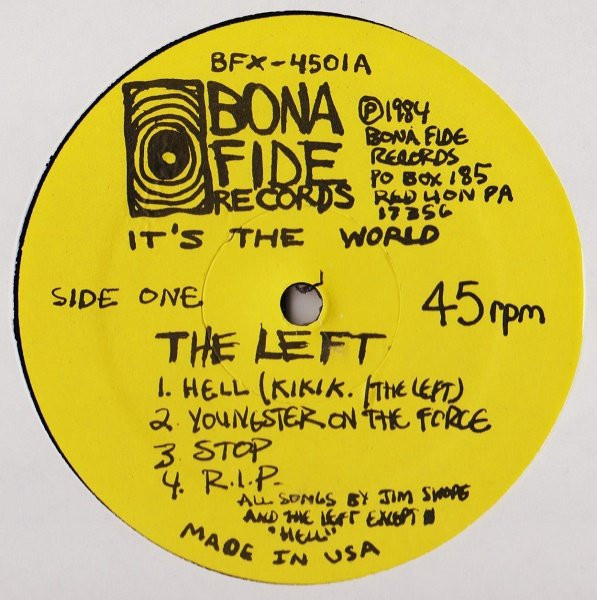 BFX-4501A
BONA
FIDE
RECORDS
℗1984
BONA FIDE
RECORDS
PO BOX 185
RED LION PA
17356
IT'S THE WORLD
SIDE ONE
45 rpm
THE LEFT
1. HELL (KIKIK. /THE LEFT)
2. YOUNGSTER ON THE FORCE
3. STOP
4. R.I.P.
ALL SONGS BY JIM SWOPE
AND THE LEFT EXCEPT
"HELL"
MADE IN USA